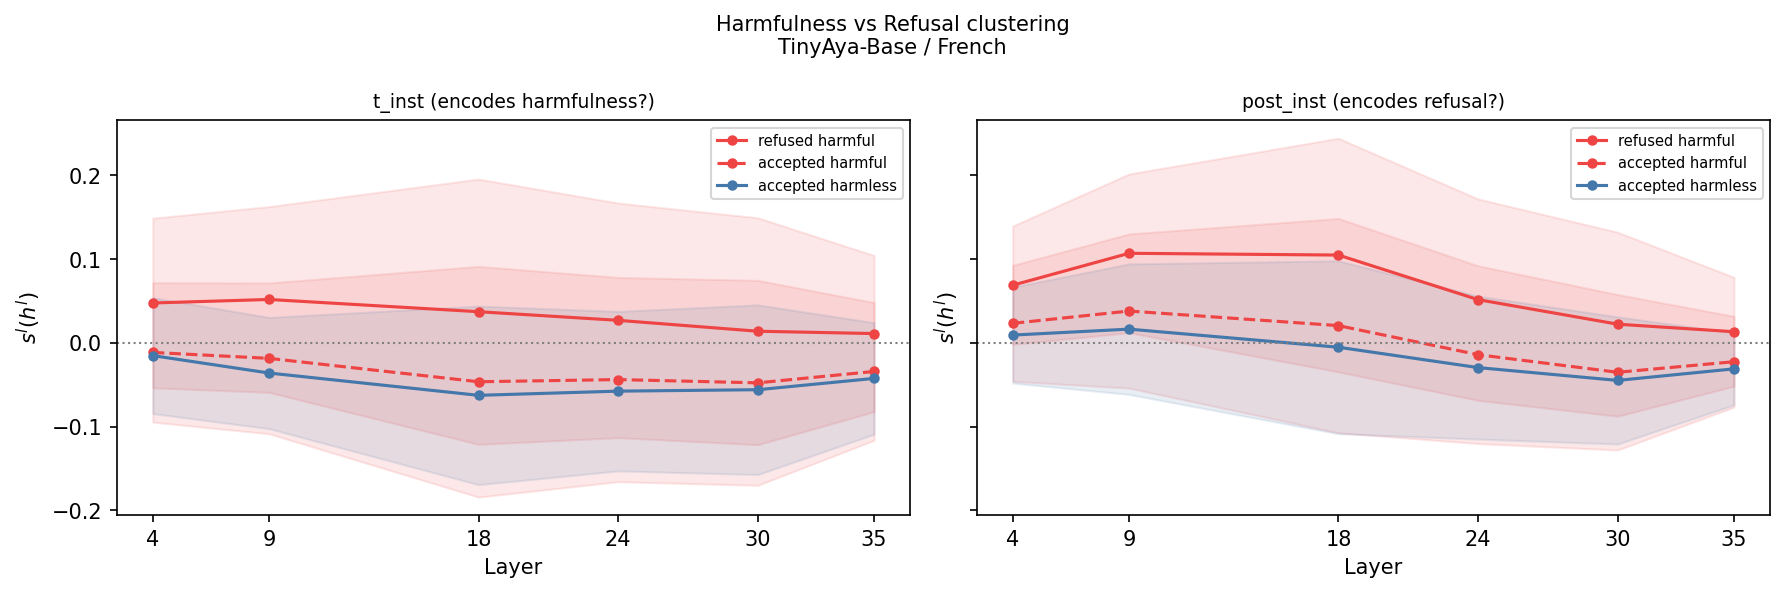 Harmfulness vs Refusal clustering
TinyAya-Base / French
t_inst (encodes harmfulness?)
refused harmful
accepted harmful
accepted harmless
0.2
0.1
0.0
−0.1
−0.2
s^l(h^l)
4 9 18 24 30 35
Layer
post_inst (encodes refusal?)
refused harmful
accepted harmful
accepted harmless
s^l(h^l)
4 9 18 24 30 35
Layer